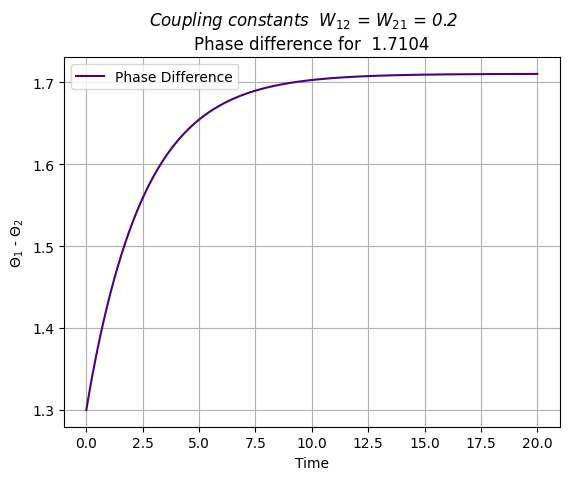 Coupling constants W₁₂ = W₂₁ = 0.2
Phase difference for 1.7104
Phase Difference
1.7
1.6
1.5
1.4
1.3
Θ₁ - Θ₂
0.0 2.5 5.0 7.5 10.0 12.5 15.0 17.5 20.0
Time